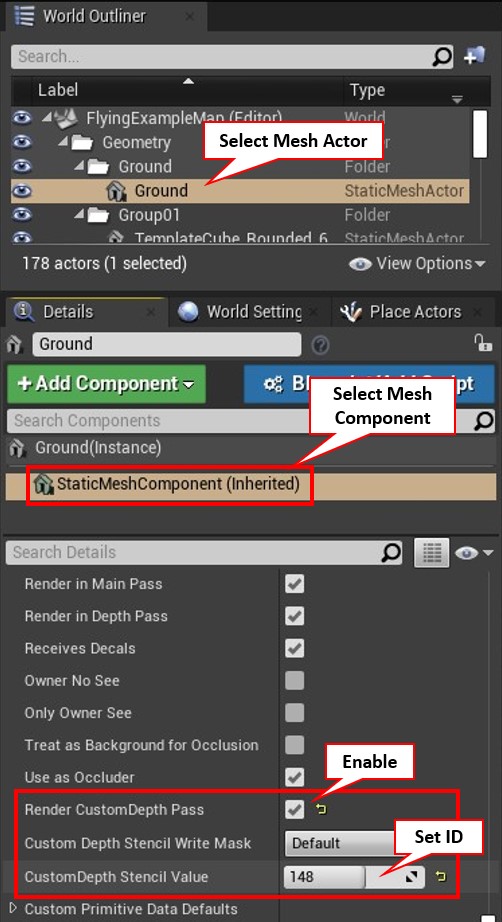 World Outliner
Search...
Label Type
FlyingExampleMap (Editor) World
Select Mesh Actor
Geometry Folder
Ground Folder
Ground StaticMeshActor
Group01 Folder
TemplateCube_Rounded_6 StaticMeshActor
178 actors (1 selected) View Options
Details World Setting Place Actors
Ground
+ Add Component
Select Mesh
Component
Search Components
Ground(Instance)
StaticMeshComponent (Inherited)
Search Details
Render in Main Pass
Render in Depth Pass
Receives Decals
Owner No See
Only Owner See
Treat as Background for Occlusion
Use as Occluder
Enable
Render CustomDepth Pass
Custom Depth Stencil Write Mask Default
Set ID
CustomDepth Stencil Value 148
Custom Primitive Data Defaults